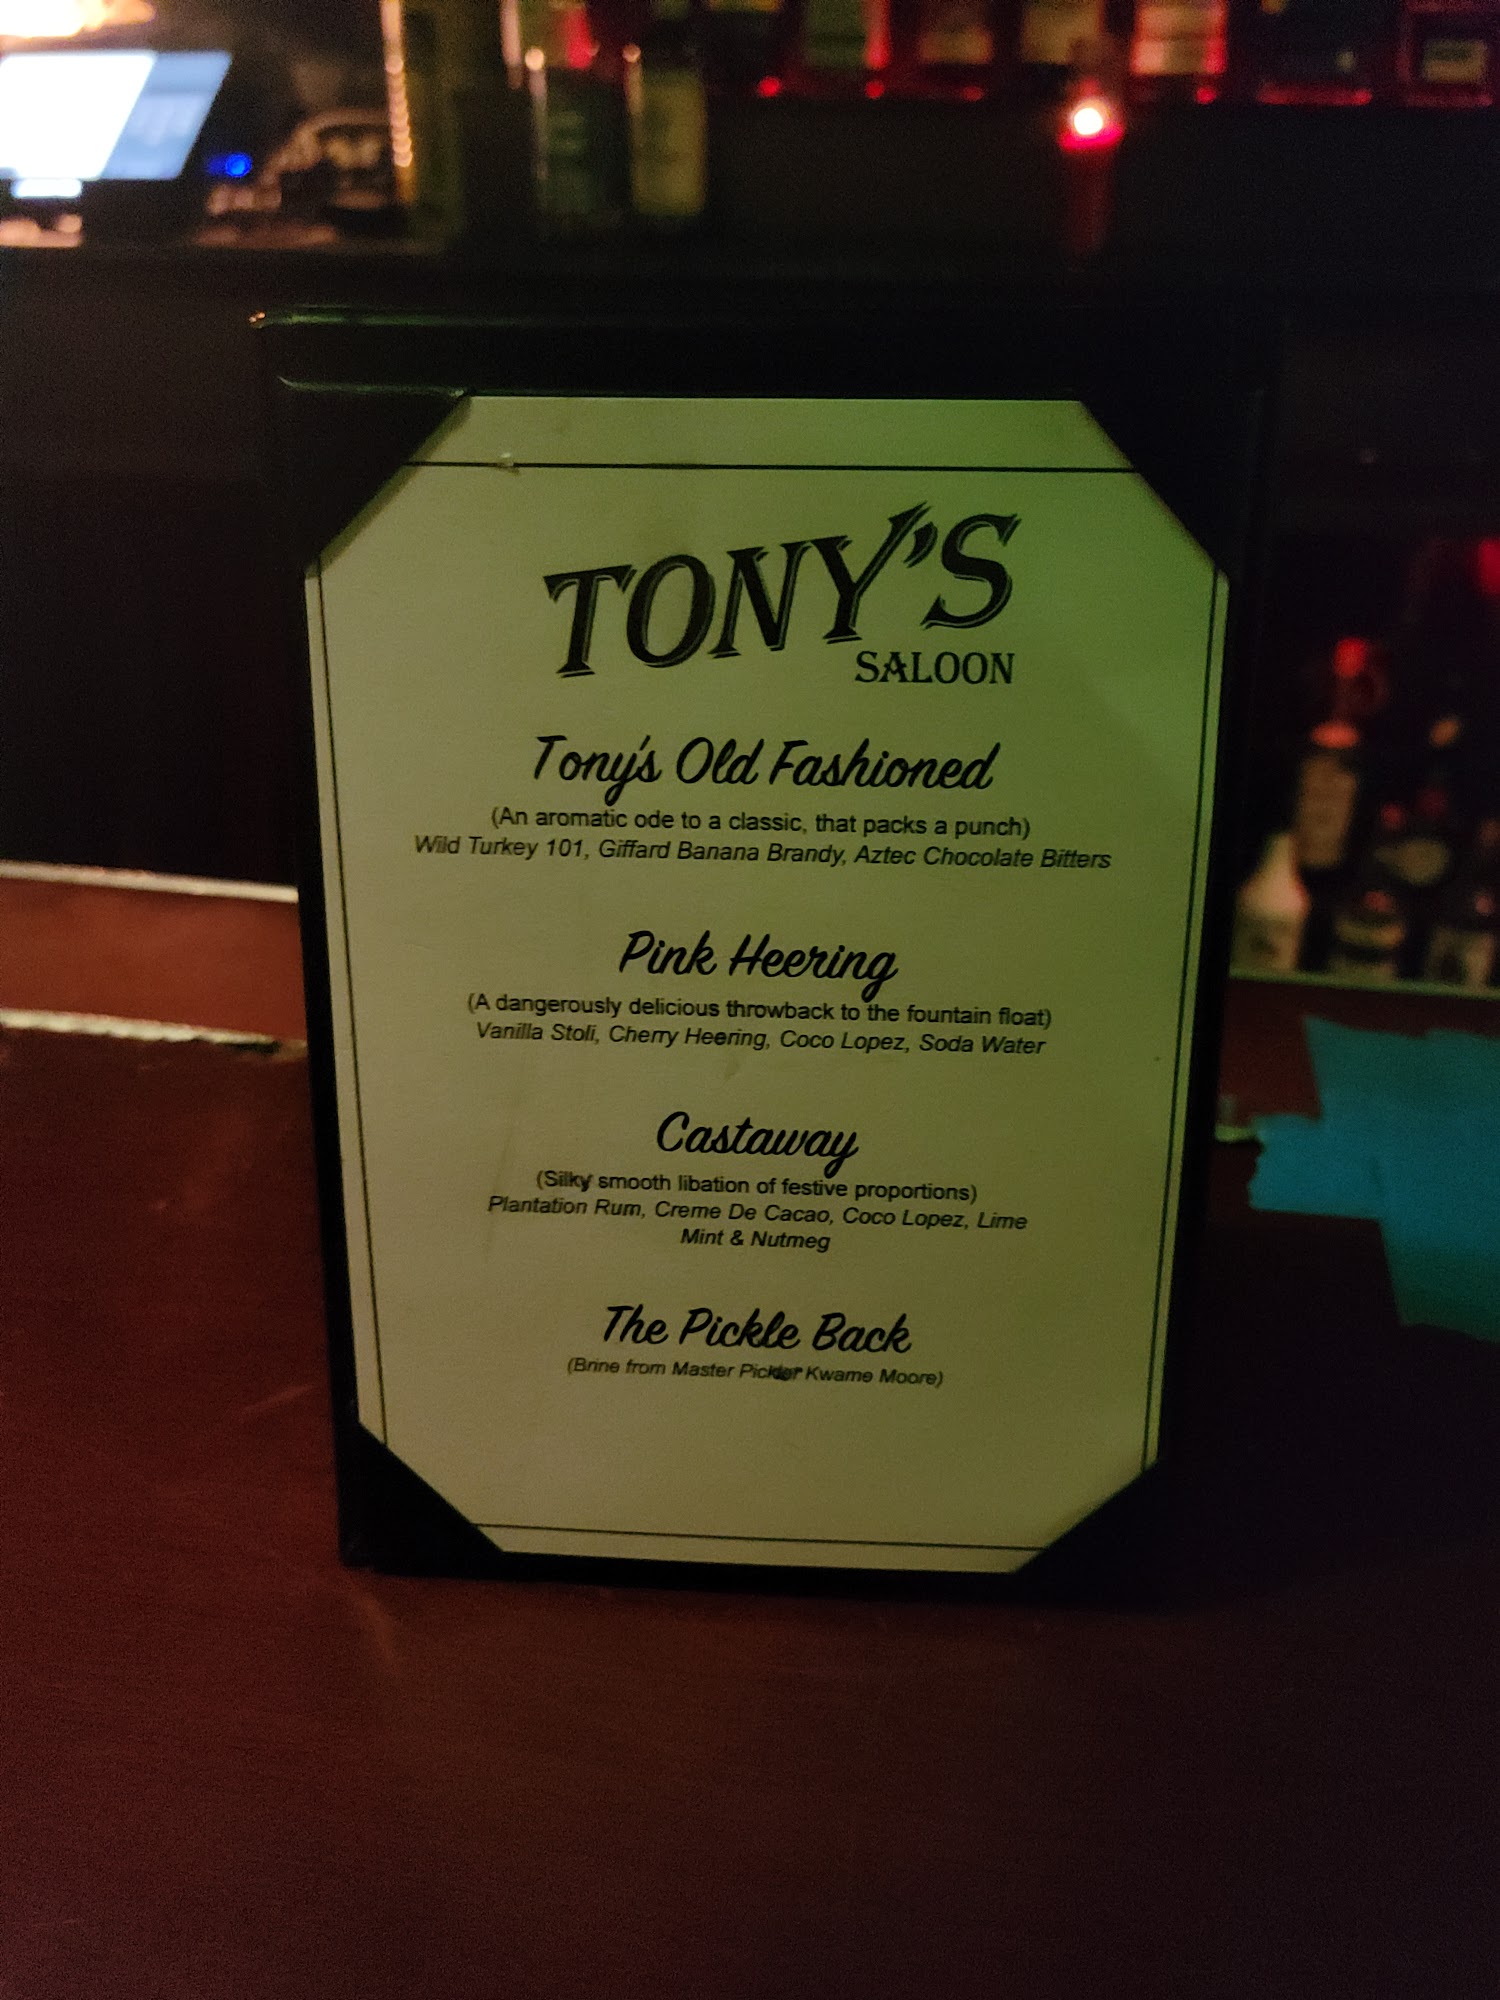 TONY'S
SALOON
Tony's Old Fashioned
(An aromatic ode to a classic, that packs a punch)
Wild Turkey 101, Giffard Banana Brandy, Aztec Chocolate Bitters
Pink Heering
(A dangerously delicious throwback to the fountain float)
Vanilla Stoli, Cherry Heering, Coco Lopez, Soda Water
Castaway
(Silky smooth libation of festive proportions)
Plantation Rum, Creme De Cacao, Coco Lopez, Lime
Mint & Nutmeg
The Pickle Back
(Brine from Master Pickler Kwame Moore)